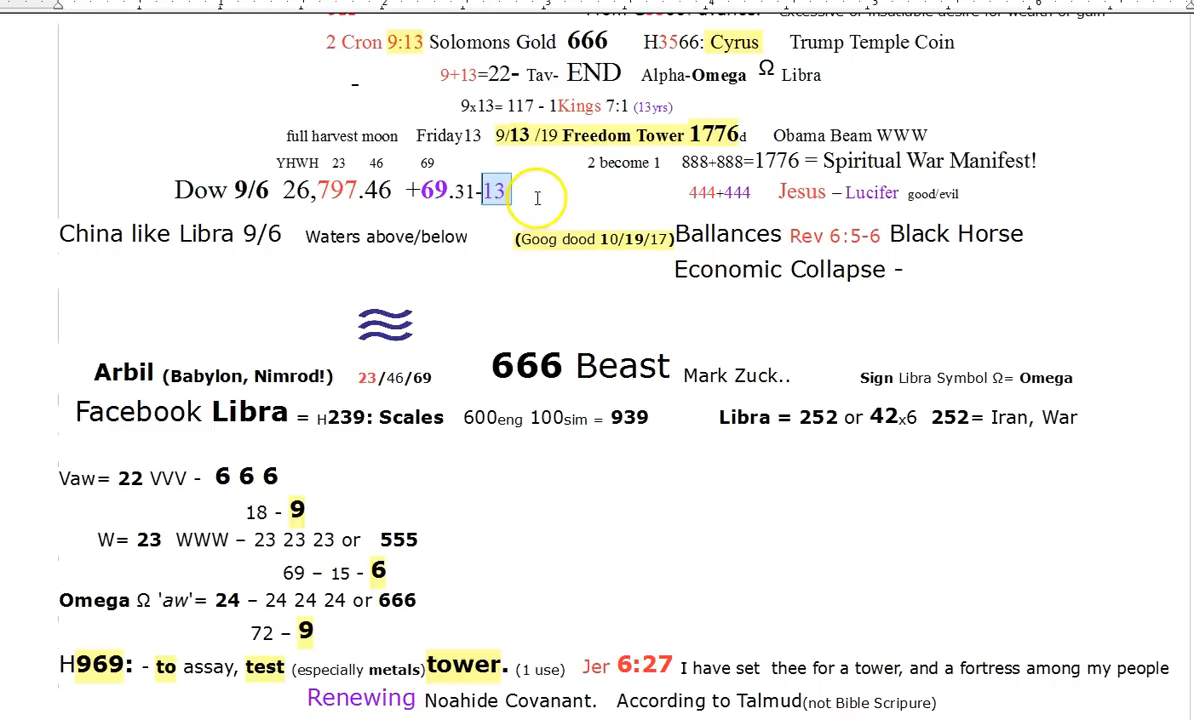 2 Cron 9:13 Solomons Gold 666 H3566: Cyrus Trump Temple Coin
9+13=22- Tav- END Alpha-Omega Ω Libra
-
9x13= 117 - 1Kings 7:1 (13yrs)
full harvest moon Friday13 9/13 /19 Freedom Tower 1776d Obama Beam WWW
YHWH 23 46 69 2 become 1 888+888=1776 = Spiritual War Manifest!
Dow 9/6 26,797.46 +69.31-13 444+444 Jesus – Lucifer good/evil
China like Libra 9/6 Waters above/below (Goog dood 10/19/17)Ballances Rev 6:5-6 Black Horse
Economic Collapse -
Arbil (Babylon, Nimrod!) 23/46/69 666 Beast Mark Zuck.. Sign Libra Symbol Ω= Omega
Facebook Libra = H239: Scales 600eng 100sim = 939 Libra = 252 or 42x6 252= Iran, War
Vaw= 22 VVV - 6 6 6
18 - 9
W= 23 WWW – 23 23 23 or 555
69 – 15 - 6
Omega Ω 'aw'= 24 – 24 24 24 or 666
72 – 9
H969: - to assay, test (especially metals)tower. (1 use) Jer 6:27 I have set thee for a tower, and a fortress among my people
Renewing Noahide Covanant. According to Talmud(not Bible Scripure)